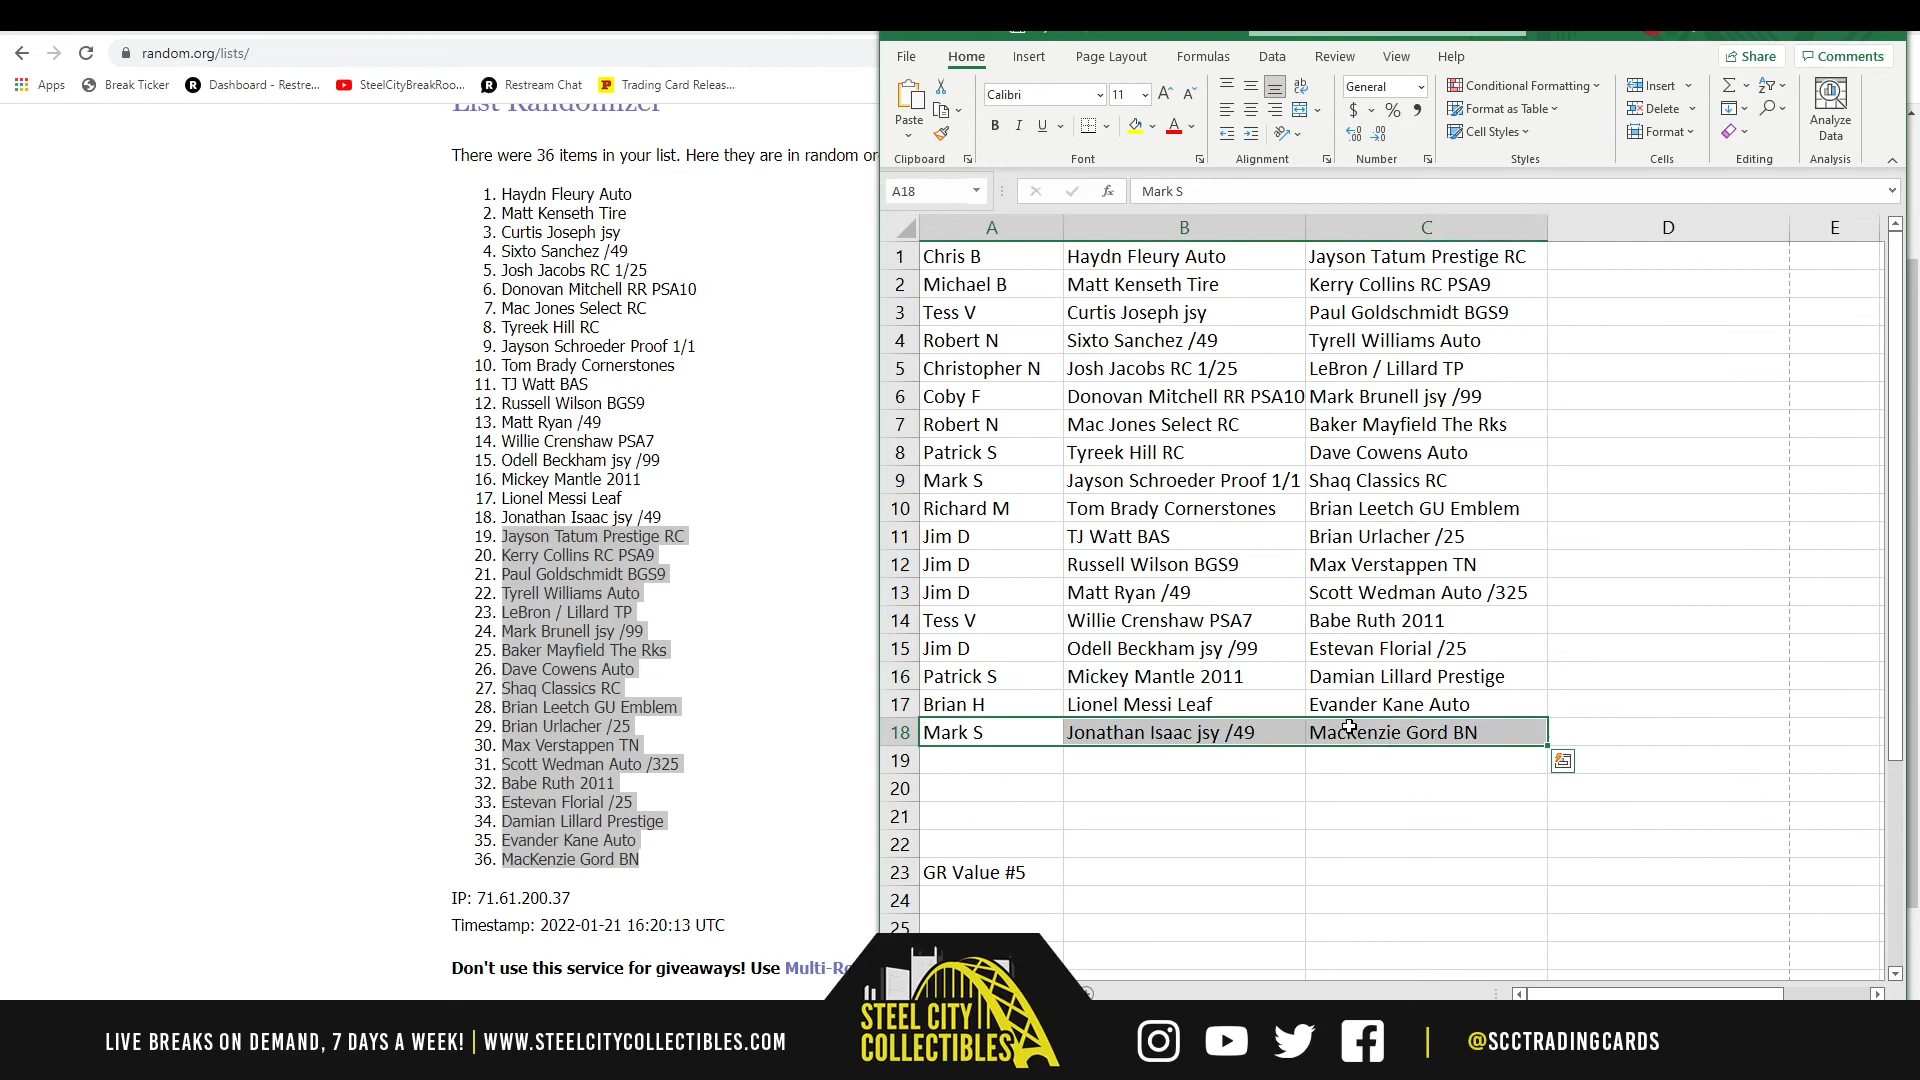 random.org/lists/
Apps
Break Ticker
Dashboard - Restre...
SteelCityBreakRoo...
Restream Chat
Trading Card Releas...
List Randomizer
There were 36 items in your list. Here they are in random or
1. Haydn Fleury Auto
2. Matt Kenseth Tire
3. Curtis Joseph jsy
4. Sixto Sanchez /49
5. Josh Jacobs RC 1/25
6. Donovan Mitchell RR PSA10
7. Mac Jones Select RC
8. Tyreek Hill RC
9. Jayson Schroeder Proof 1/1
10. Tom Brady Cornerstones
11. TJ Watt BAS
12. Russell Wilson BGS9
13. Matt Ryan /49
14. Willie Crenshaw PSA7
15. Odell Beckham jsy /99
16. Mickey Mantle 2011
17. Lionel Messi Leaf
18. Jonathan Isaac jsy /49
19. Jayson Tatum Prestige RC
20. Kerry Collins RC PSA9
21. Paul Goldschmidt BGS9
22. Tyrell Williams Auto
23. LeBron / Lillard TP
24. Mark Brunell jsy /99
25. Baker Mayfield The Rks
26. Dave Cowens Auto
27. Shaq Classics RC
28. Brian Leetch GU Emblem
29. Brian Urlacher /25
30. Max Verstappen TN
31. Scott Wedman Auto /325
32. Babe Ruth 2011
33. Estevan Florial /25
34. Damian Lillard Prestige
35. Evander Kane Auto
36. MacKenzie Gord BN
IP: 71.61.200.37
Timestamp: 2022-01-21 16:20:13 UTC
Don't use this service for giveaways! Use Multi-Ro
File Home Insert Page Layout Formulas Data Review View Help Share Comments
Paste
Clipboard
Calibri 11
B I U
Font
Alignment
General
$ % ,
Number
Conditional Formatting
Format as Table
Cell Styles
Styles
Insert
Delete
Format
Cells
Editing
Analyze
Data
Analysis
A18 fx Mark S
A B C D E
1 Chris B Haydn Fleury Auto Jayson Tatum Prestige RC
2 Michael B Matt Kenseth Tire Kerry Collins RC PSA9
3 Tess V Curtis Joseph jsy Paul Goldschmidt BGS9
4 Robert N Sixto Sanchez /49 Tyrell Williams Auto
5 Christopher N Josh Jacobs RC 1/25 LeBron / Lillard TP
6 Coby F Donovan Mitchell RR PSA10 Mark Brunell jsy /99
7 Robert N Mac Jones Select RC Baker Mayfield The Rks
8 Patrick S Tyreek Hill RC Dave Cowens Auto
9 Mark S Jayson Schroeder Proof 1/1 Shaq Classics RC
10 Richard M Tom Brady Cornerstones Brian Leetch GU Emblem
11 Jim D TJ Watt BAS Brian Urlacher /25
12 Jim D Russell Wilson BGS9 Max Verstappen TN
13 Jim D Matt Ryan /49 Scott Wedman Auto /325
14 Tess V Willie Crenshaw PSA7 Babe Ruth 2011
15 Jim D Odell Beckham jsy /99 Estevan Florial /25
16 Patrick S Mickey Mantle 2011 Damian Lillard Prestige
17 Brian H Lionel Messi Leaf Evander Kane Auto
18 Mark S Jonathan Isaac jsy /49 MacKenzie Gord BN
19
20
21
22
23 GR Value #5
24
25
LIVE BREAKS ON DEMAND, 7 DAYS A WEEK! | WWW.STEELCITYCOLLECTIBLES.COM
STEEL CITY
COLLECTIBLES
| @SCCTRADINGCARDS